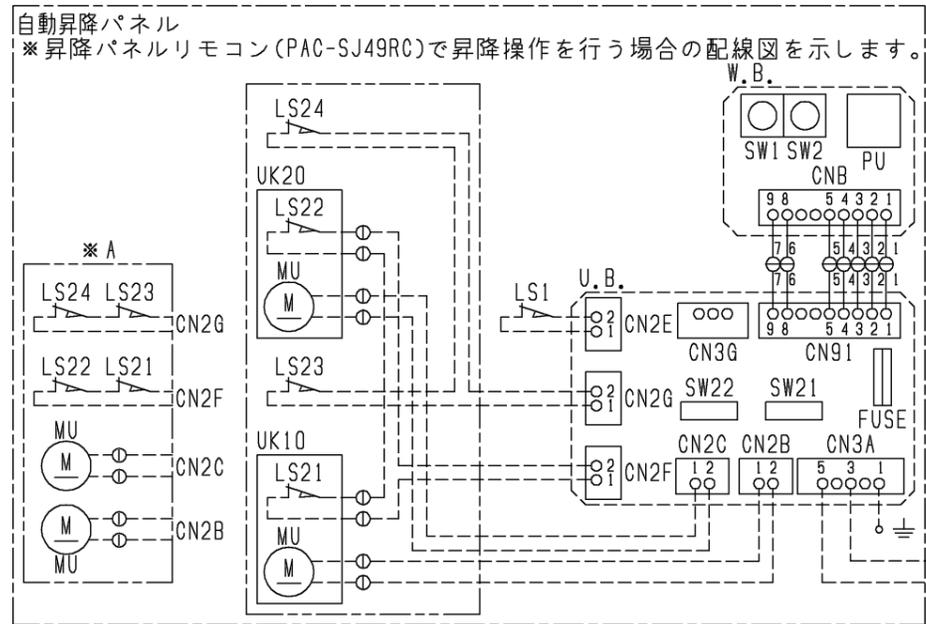 自動昇降パネル
※昇降パネルリモコン(PAC-SJ49RC)で昇降操作を行う場合の配線図を示します。
W.B.
SW1 SW2 PU
CNB
9 8 5 4 3 2 1
7 6 5 4 3 2 1
7 6 5 4 3 2 1
9 8 5 4 3 2 1
CN91
LS24
UK20
LS22
MU
M
LS23
UK10
LS21
MU
M
※A
LS24 LS23
CN2G
LS22 LS21
CN2F
MU
M
CN2C
M
CN2B
MU
LS1
U.B.
2
1
CN2E
CN3G
2
1
CN2G
SW22
SW21
FUSE
2
1
CN2F
CN2C
1 2
CN2B
1 2
CN3A
5 3 1